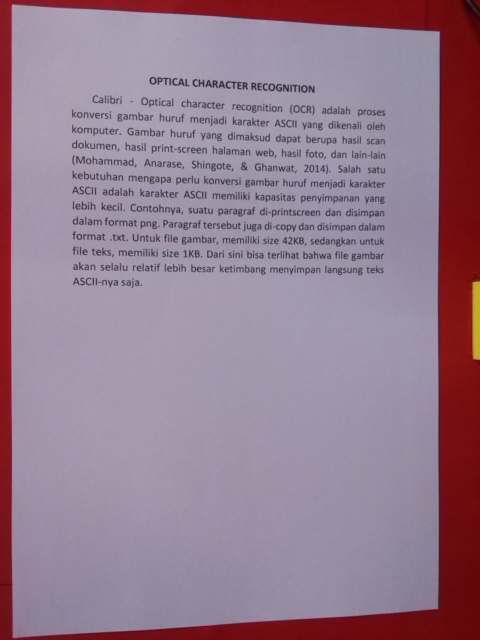 OPTICAL CHARACTER RECOGNITION
Calibri - Optical character recognition (OCR) adalah proses
konversi gambar huruf menjadi karakter ASCII yang dikenali oleh
komputer. Gambar huruf yang dimaksud dapat berupa hasil scan
dokumen, hasil print-screen halaman web, hasil foto, dan lain-lain
(Mohammad, Anarase, Shingote, & Ghanwat, 2014). Salah satu
kebutuhan mengapa perlu konversi gambar huruf menjadi karakter
ASCII adalah karakter ASCII memiliki kapasitas penyimpanan yang
lebih kecil. Contohnya, suatu paragraf di-printscreen dan disimpan
dalam format png. Paragraf tersebut juga di-copy dan disimpan dalam
format .txt. Untuk file gambar, memiliki size 42KB, sedangkan untuk
file teks, memiliki size 1KB. Dari sini bisa terlihat bahwa file gambar
akan selalu relatif lebih besar ketimbang menyimpan langsung teks
ASCII-nya saja.